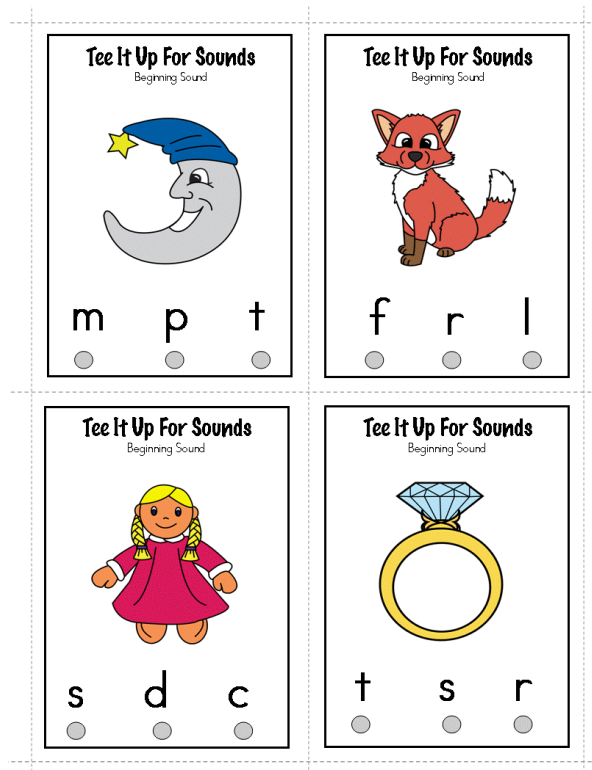 Tee It Up For Sounds
Beginning Sound
m p t
Tee It Up For Sounds
Beginning Sound
f r l
Tee It Up For Sounds
Beginning Sound
s d c
Tee It Up For Sounds
Beginning Sound
t s r